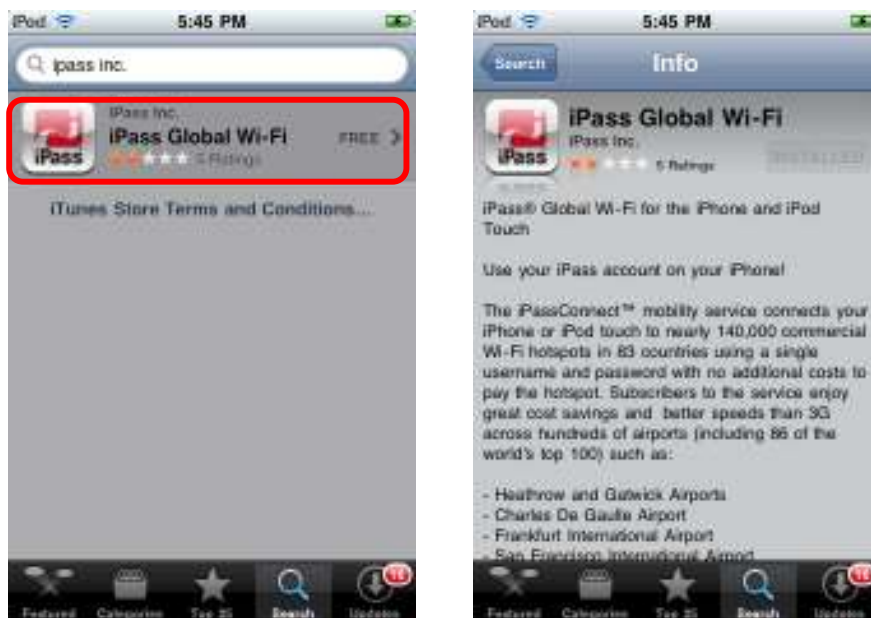 iPod 5:45 PM
ipass inc.
iPass Inc.
iPass Global Wi-Fi
FREE
iPass
5 Ratings
iTunes Store Terms and Conditions....
Featured Categories Top 25 Search Updates
iPod 5:45 PM
Search Info
iPass Global Wi-Fi
iPass Inc.
iPass
5 Ratings
INSTALLED
iPass® Global Wi-Fi for the iPhone and iPod
Touch
Use your iPass account on your iPhone!
The iPassConnect™ mobility service connects your
iPhone or iPod touch to nearly 140,000 commercial
Wi-Fi hotspots in 83 countries using a single
username and password with no additional costs to
pay the hotspot. Subscribers to the service enjoy
great cost savings and better speeds than 3G
across hundreds of airports (including 86 of the
world's top 100) such as:
- Heathrow and Gatwick Airports
- Charles De Gaulle Airport
- Frankfurt International Airport
- San Francisco International Airport
Featured Categories Top 25 Search Updates